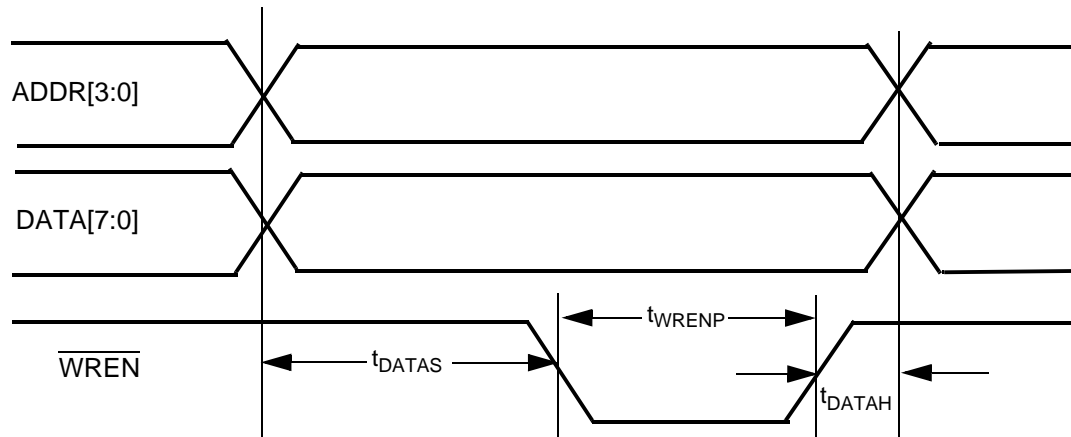 ADDR[3:0]
DATA[7:0]
tWRENP
WREN
tDATAS
tDATAH